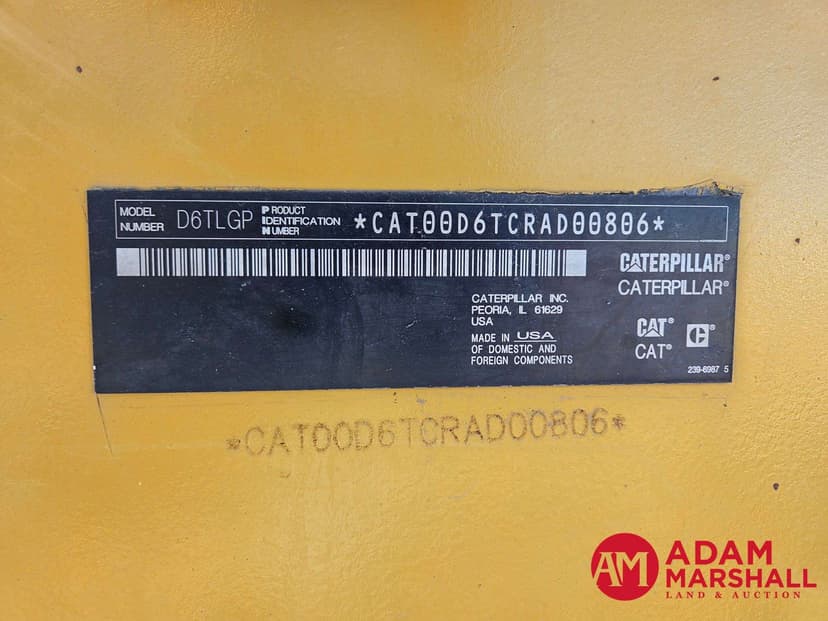 MODEL NUMBER D6TLGP PRODUCT IDENTIFICATION NUMBER *CAT00D6TCRAD00806*
CATERPILLAR®
CATERPILLAR®
CATERPILLAR INC.
PEORIA, IL 61629
USA
MADE IN USA
OF DOMESTIC AND
FOREIGN COMPONENTS
CAT® C®
CAT®
239-6987 5
*CAT00D6TCRAD00806*
AM ADAM
MARSHALL
LAND & AUCTION